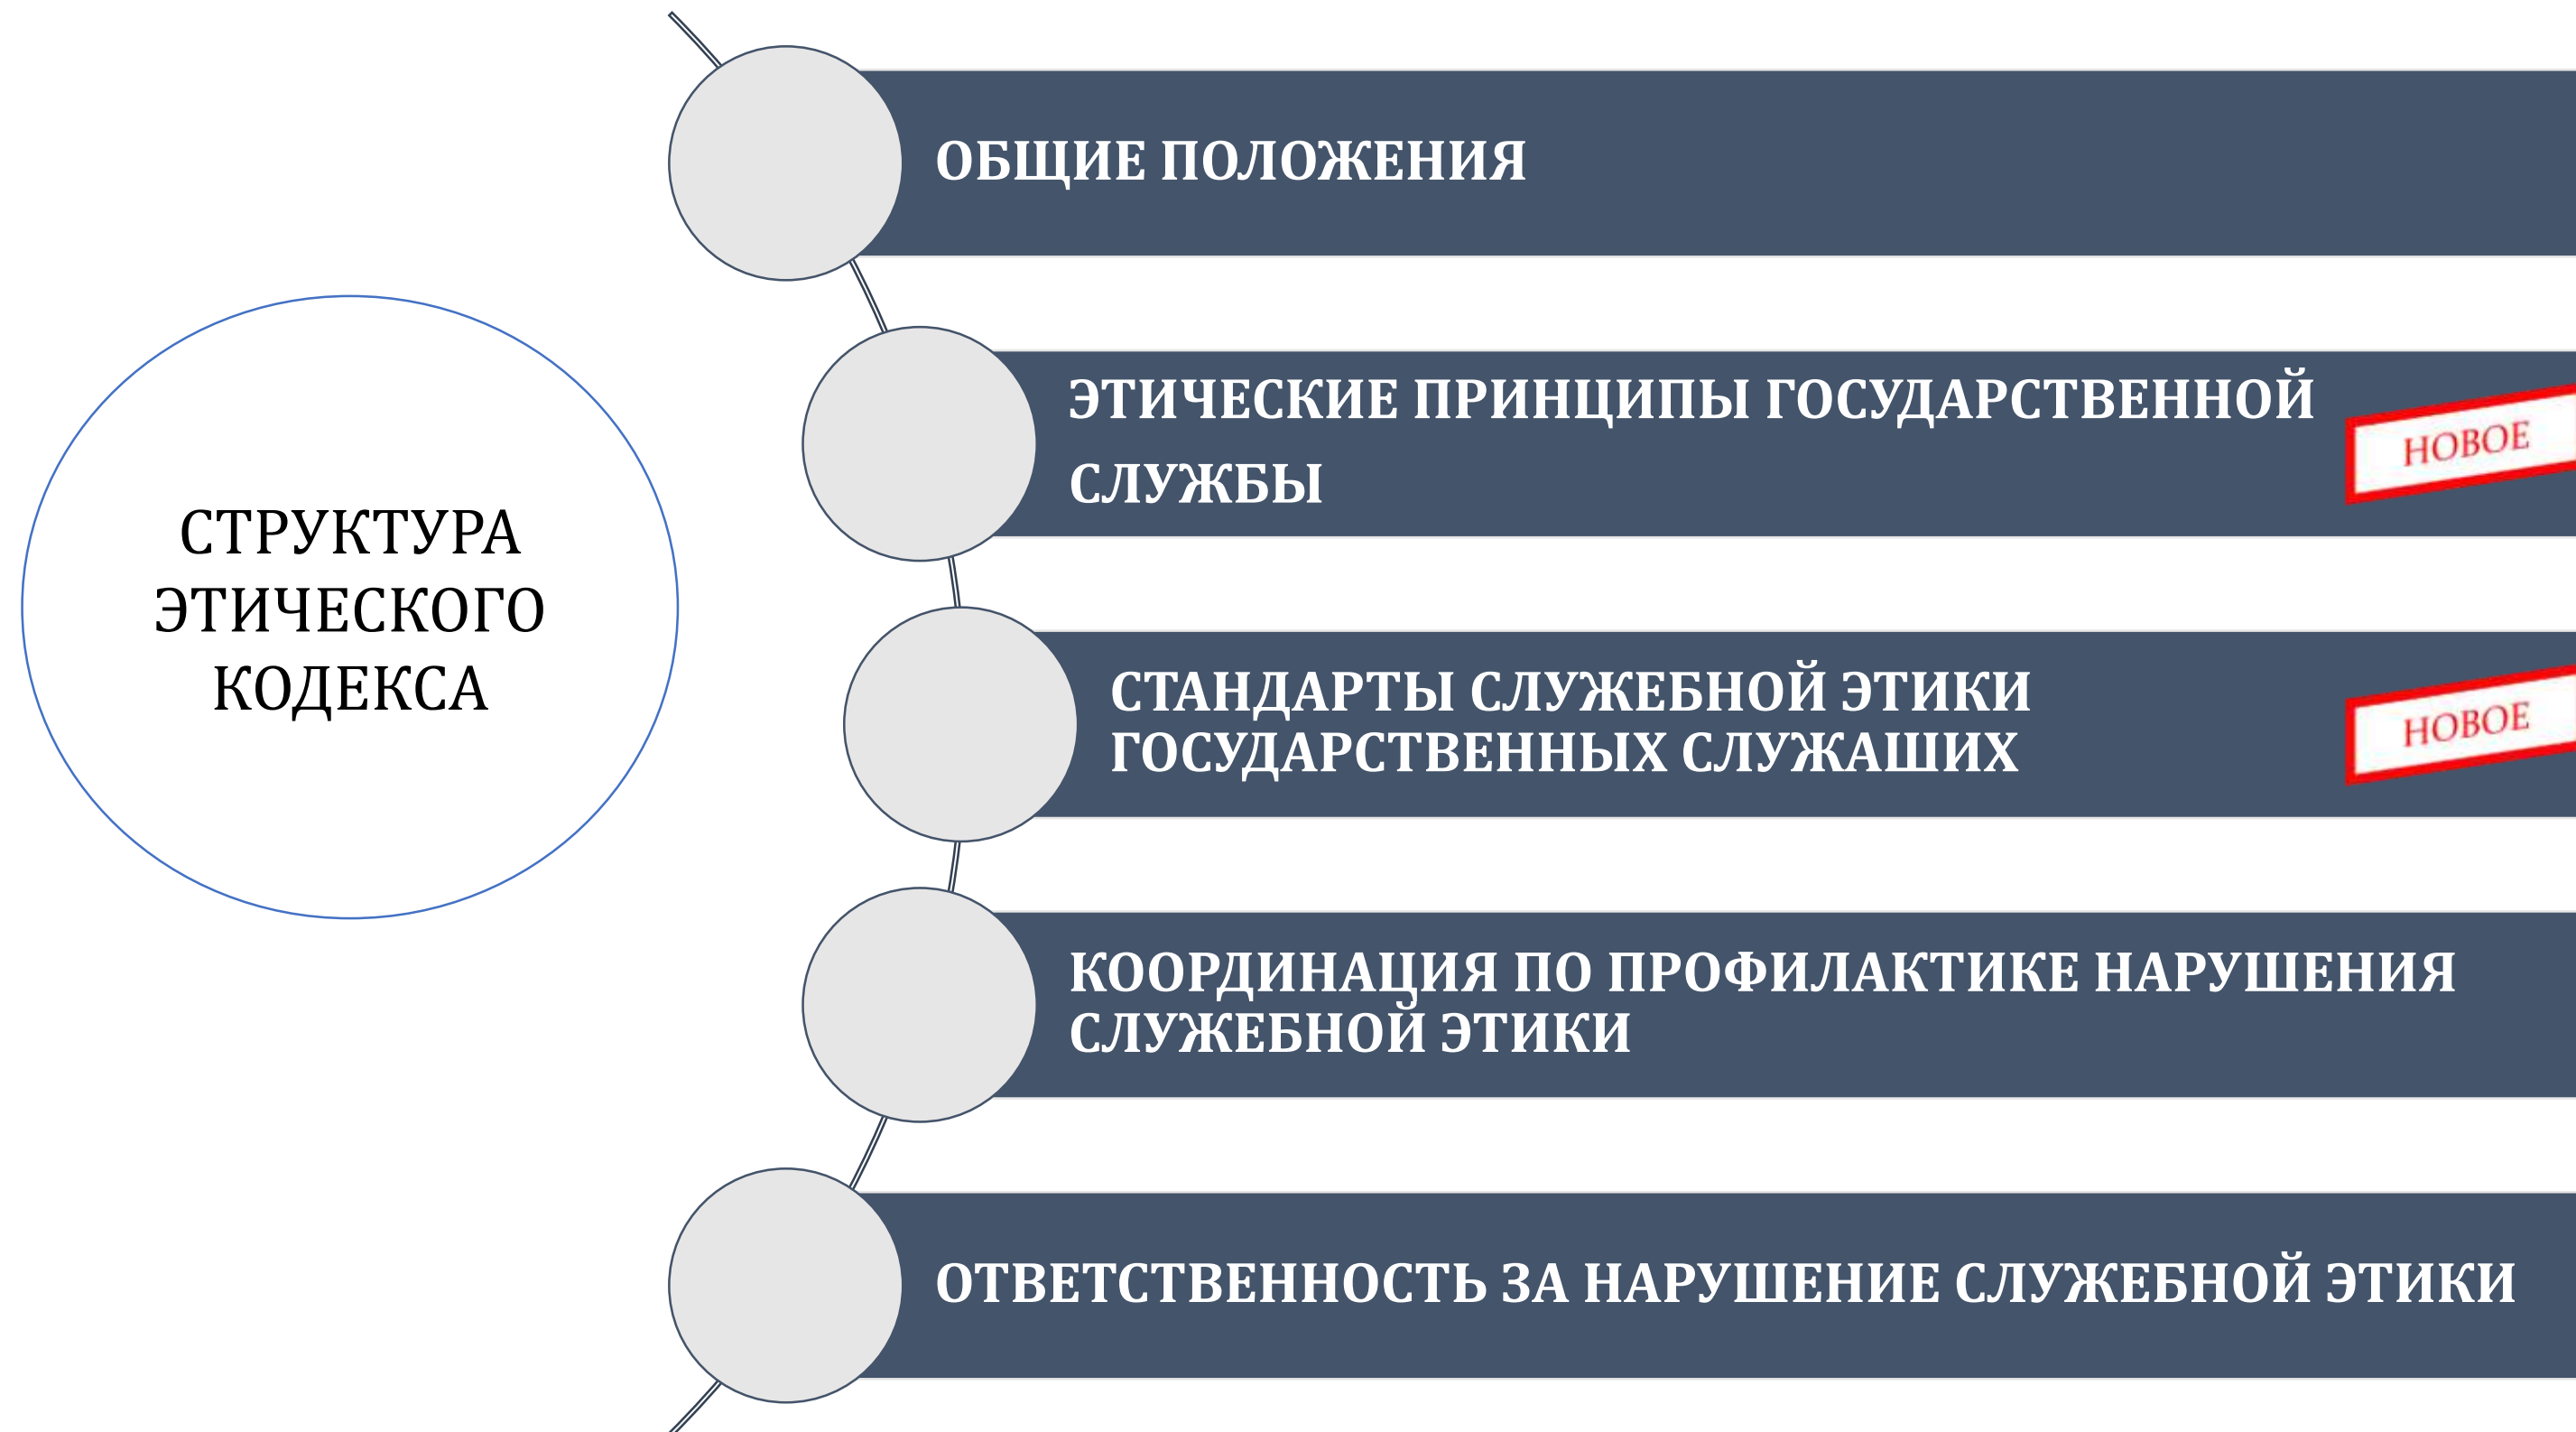 СТРУКТУРА
ЭТИЧЕСКОГО
КОДЕКСА
ОБЩИЕ ПОЛОЖЕНИЯ
ЭТИЧЕСКИЕ ПРИНЦИПЫ ГОСУДАРСТВЕННОЙ
СЛУЖБЫ
НОВОЕ
СТАНДАРТЫ СЛУЖЕБНОЙ ЭТИКИ
ГОСУДАРСТВЕННЫХ СЛУЖАШИХ
НОВОЕ
КООРДИНАЦИЯ ПО ПРОФИЛАКТИКЕ НАРУШЕНИЯ
СЛУЖЕБНОЙ ЭТИКИ
ОТВЕТСТВЕННОСТЬ ЗА НАРУШЕНИЕ СЛУЖЕБНОЙ ЭТИКИ